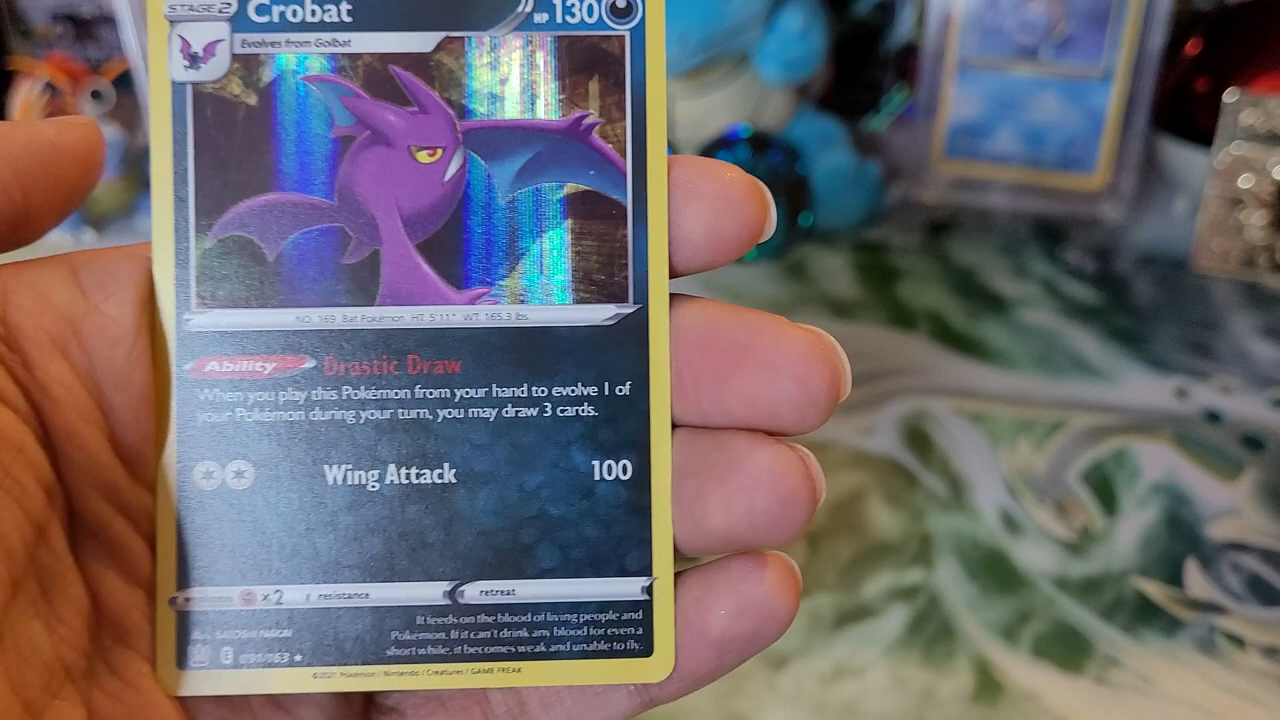 STAGE 2
Crobat
HP 130
Evolves from Golbat
NO. 169 Bat Pokémon HT: 5'11" WT: 165.3 lbs.
Ability Drastic Draw
When you play this Pokémon from your hand to evolve 1 of
your Pokémon during your turn, you may draw 3 cards.
Wing Attack 100
weakness ×2 resistance retreat
It feeds on the blood of living people and
Pokémon. If it can't drink any blood for even a
short while, it becomes weak and unable to fly.
Illus. SATOSHI NAKAI
E 091/163 ★
©2021 Pokémon / Nintendo / Creatures / GAME FREAK